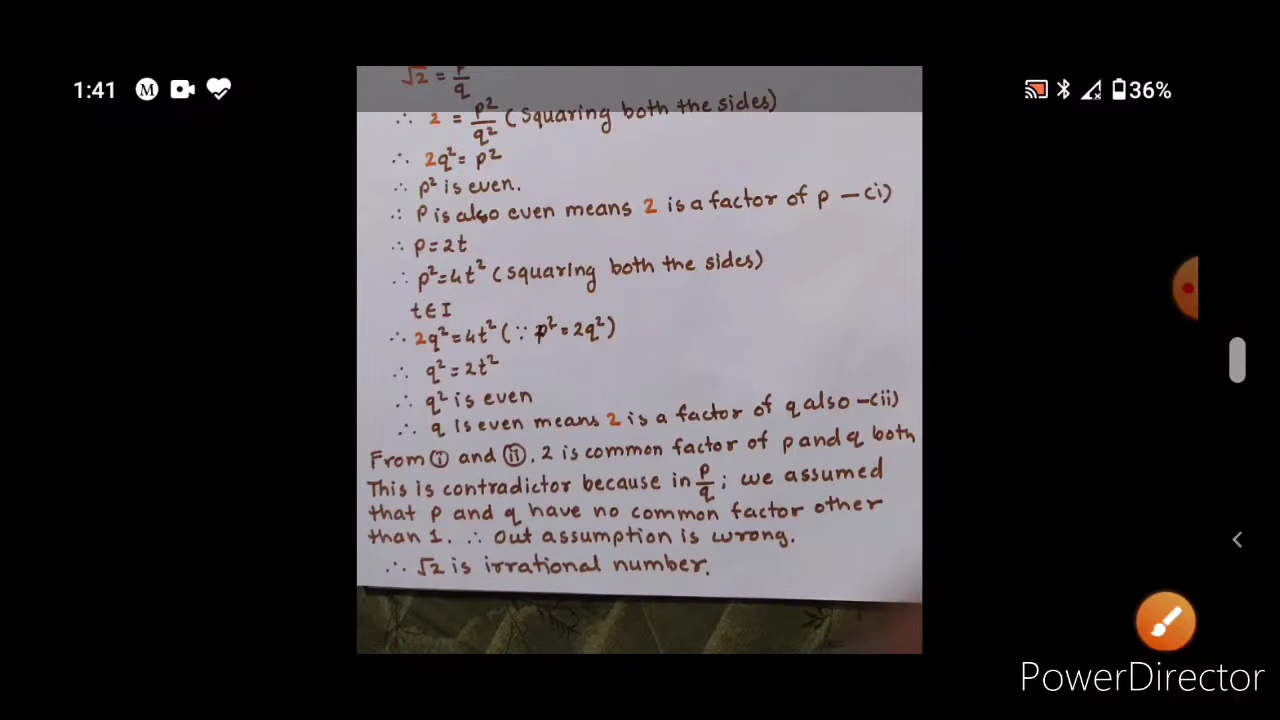 1:41 M
36%
√2 = p/q
∴ 2 = p²/q² (Squaring both the sides)
∴ 2q² = p²
∴ p² is even.
∴ p is also even means 2 is a factor of p – (i)
∴ p = 2t
∴ p² = 4t² (squaring both the sides)
t ∈ I
∴ 2q² = 4t² (∵ p² = 2q²)
∴ q² = 2t²
∴ q² is even
∴ q is even means 2 is a factor of q also – (ii)
From (i) and (ii), 2 is common factor of p and q both
This is contradictor because in p/q; we assumed
that p and q have no common factor other
than 1. ∴ out assumption is wrong.
∴ √2 is irrational number.
PowerDirector